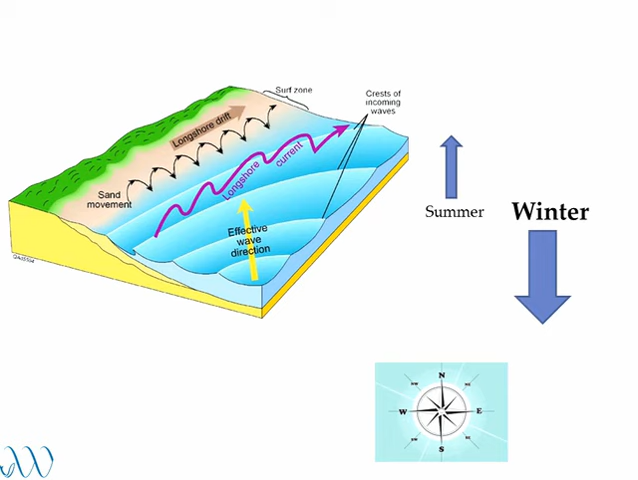 Surf zone
Crests of
incoming
waves
Longshore drift
Longshore current
Sand
movement
Effective
wave
direction
Summer
Winter
N
W
E
S